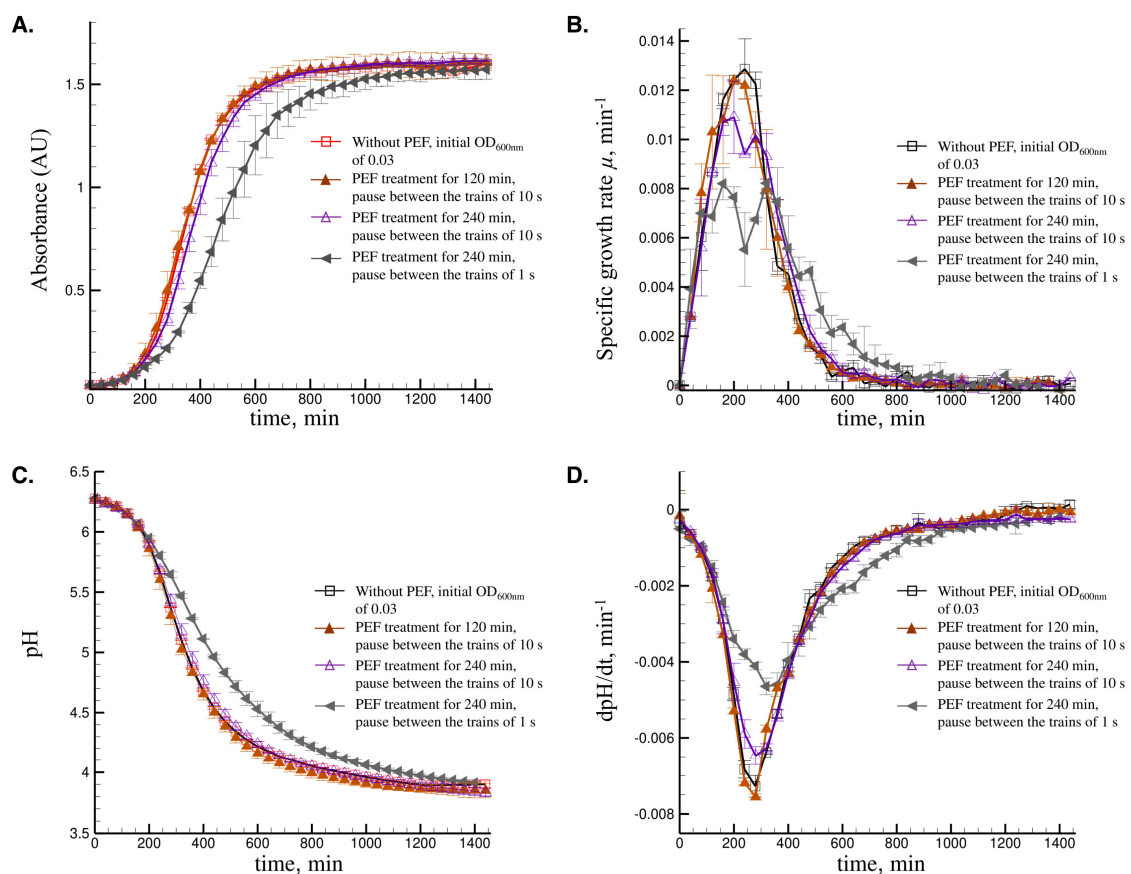 A.
Absorbance (AU)
1.5
1
0.5
0 200 400 600 800 1000 1200 1400
time, min
Without PEF, initial OD600nm
of 0.03
PEF treatment for 120 min,
pause between the trains of 10 s
PEF treatment for 240 min,
pause between the trains of 10 s
PEF treatment for 240 min,
pause between the trains of 1 s
B.
Specific growth rate μ, min-1
0.014
0.012
0.01
0.008
0.006
0.004
0.002
0
0 200 400 600 800 1000 1200 1400
time, min
Without PEF, initial OD600nm
of 0.03
PEF treatment for 120 min,
pause between the trains of 10 s
PEF treatment for 240 min,
pause between the trains of 10 s
PEF treatment for 240 min,
pause between the trains of 1 s
C.
pH
6.5
6
5.5
5
4.5
4
3.5
0 200 400 600 800 1000 1200 1400
time, min
Without PEF, initial OD600nm
of 0.03
PEF treatment for 120 min,
pause between the trains of 10 s
PEF treatment for 240 min,
pause between the trains of 10 s
PEF treatment for 240 min,
pause between the trains of 1 s
D.
dpH/dt, min-1
0
-0.002
-0.004
-0.006
-0.008
0 200 400 600 800 1000 1200 1400
time, min
Without PEF, initial OD600nm
of 0.03
PEF treatment for 120 min,
pause between the trains of 10 s
PEF treatment for 240 min,
pause between the trains of 10 s
PEF treatment for 240 min,
pause between the trains of 1 s